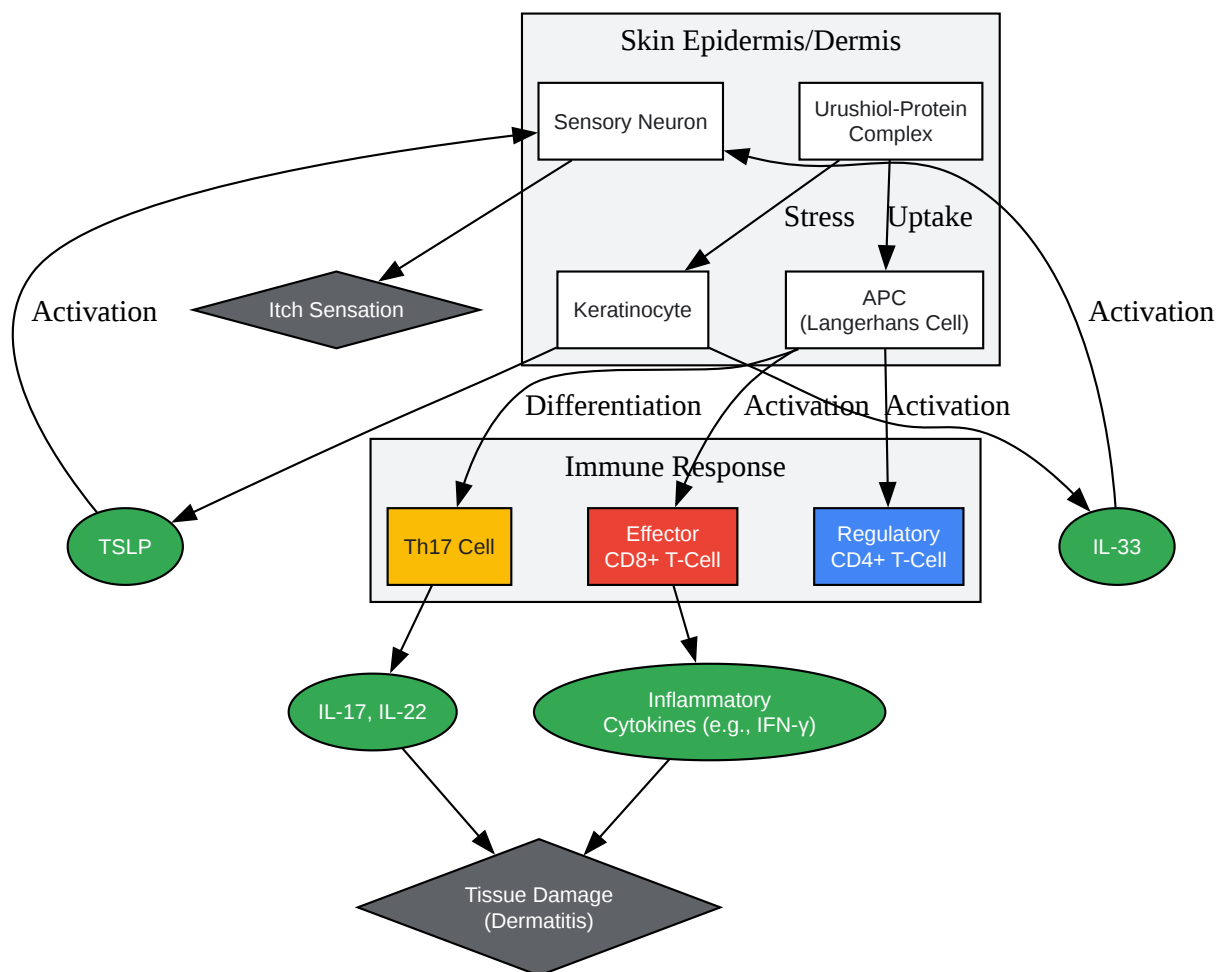 Skin Epidermis/Dermis
Sensory Neuron
Urushiol-Protein
Complex
Stress
Uptake
Activation
Itch Sensation
Keratinocyte
APC
(Langerhans Cell)
Activation
Differentiation
Activation
Activation
Immune Response
TSLP
Th17 Cell
Effector
CD8+ T-Cell
Regulatory
CD4+ T-Cell
IL-33
IL-17, IL-22
Inflammatory
Cytokines (e.g., IFN-γ)
Tissue Damage
(Dermatitis)